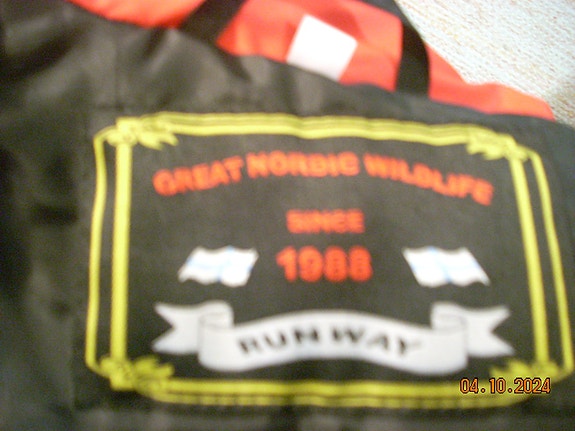 GREAT NORDIC WILDLIFE
SINCE
1988
RUNWAY
04.10.2024